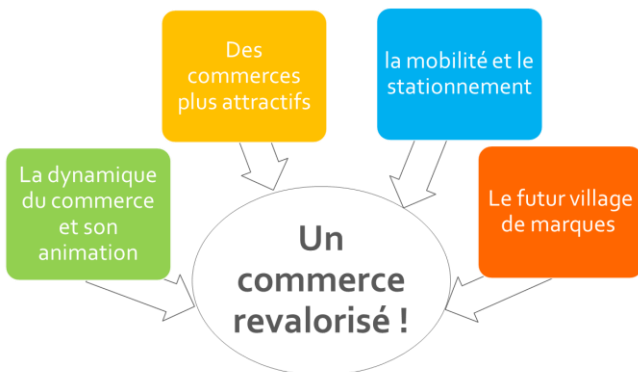 Des
commerces
plus attractifs
la mobilité et le
stationnement
La dynamique
du commerce
et son
animation
Le futur village
de marques
Un
commerce
revalorisé !